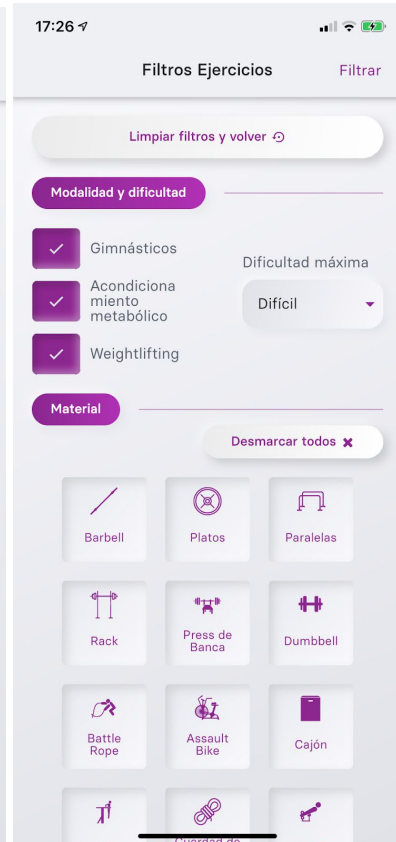 17:26
Filtros Ejercicios
Filtrar
Limpiar filtros y volver
Modalidad y dificultad
Gimnásticos
Dificultad máxima
Acondiciona
miento
metabólico
Difícil
Weightlifting
Material
Desmarcar todos
Barbell
Platos
Paralelas
Rack
Press de
Banca
Dumbbell
Battle
Rope
Assault
Bike
Cajón